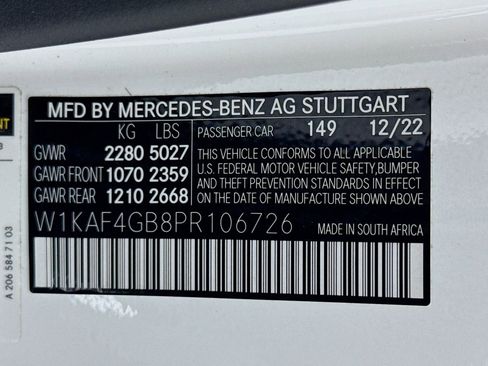 MFD BY MERCEDES-BENZ AG STUTTGART
KG LBS
GVWR 2280 5027
GAWR FRONT 1070 2359
GAWR REAR 1210 2668
PASSENGER CAR 149 12/22
THIS VEHICLE CONFORMS TO ALL APPLICABLE
U.S. FEDERAL MOTOR VEHICLE SAFETY,BUMPER
AND THEFT PREVENTION STANDARDS IN EFFECT
ON THE DATE OF MANUFACTURE SHOWN ABOVE.
W1KAF4GB8PR106726
MADE IN SOUTH AFRICA
A 206 584 71 03